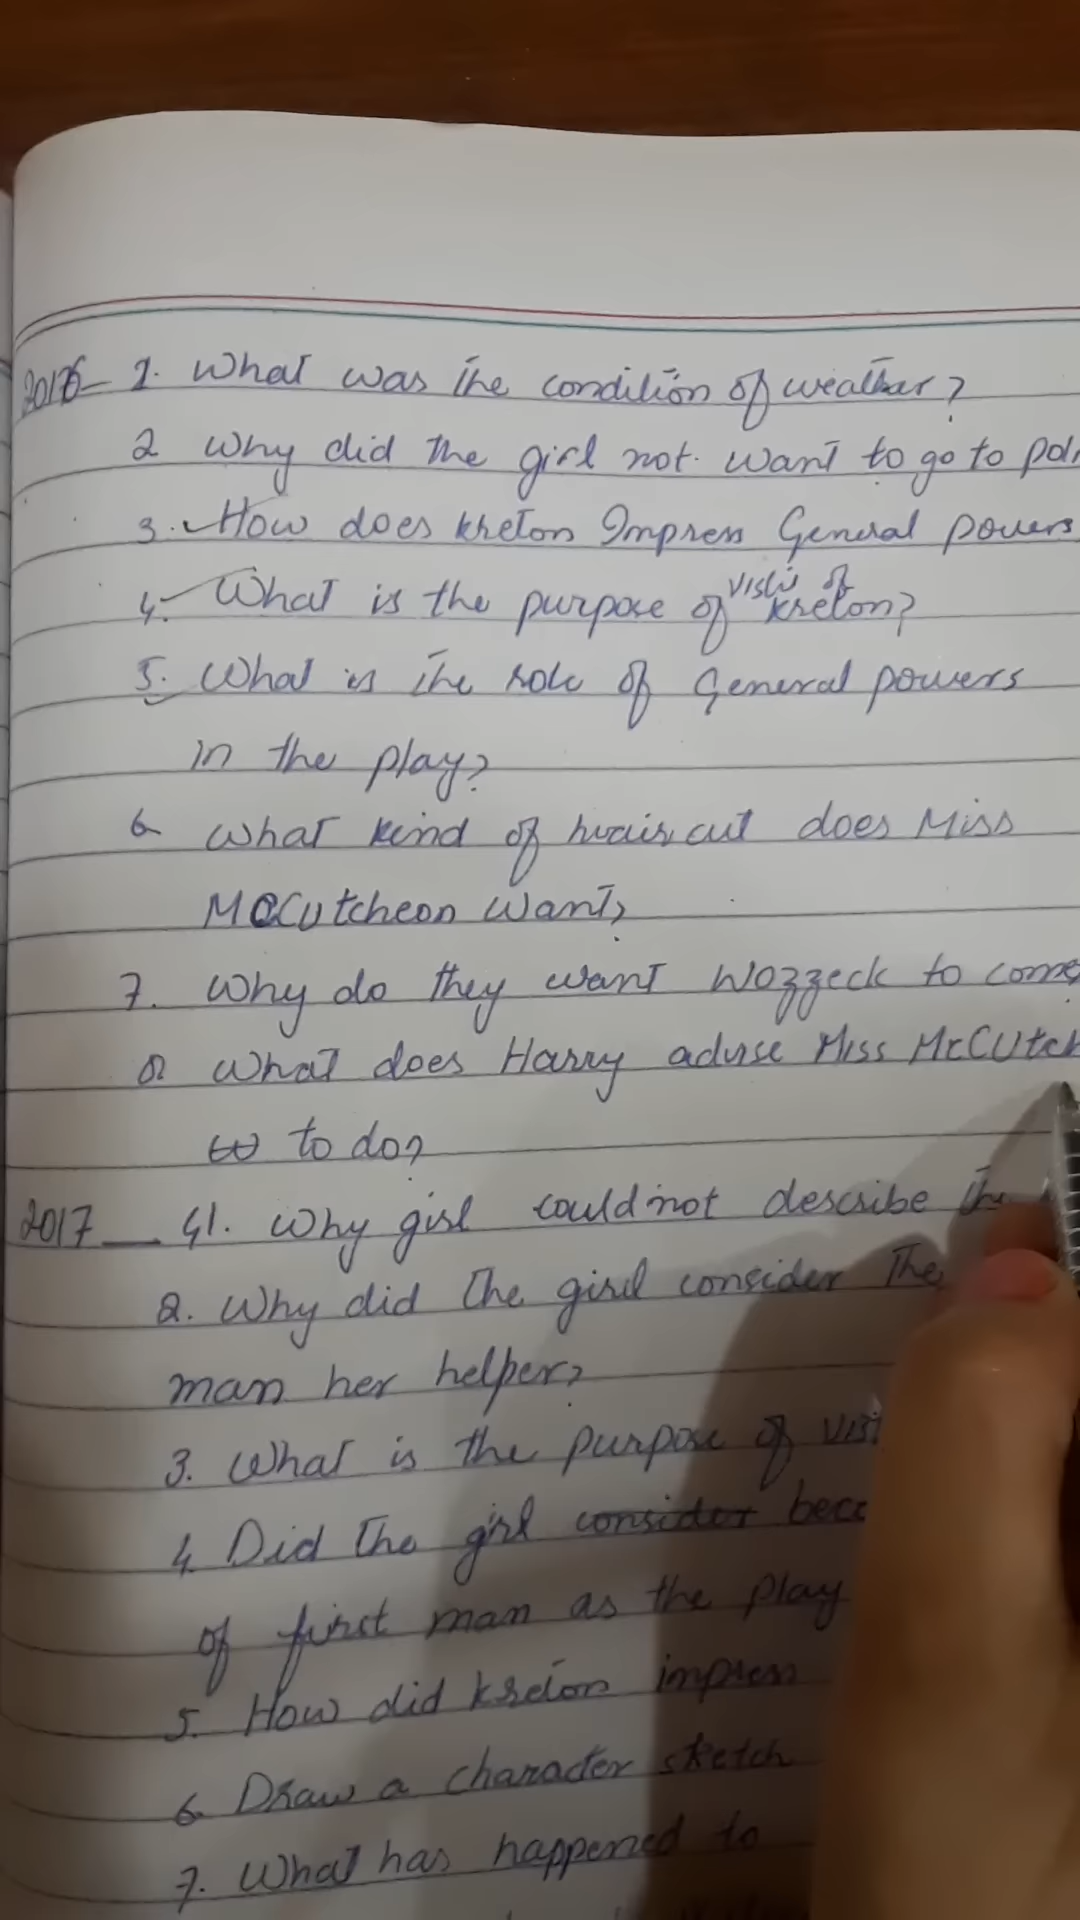 2016- 1. What was the condition of weather?
2 Why did the girl not want to go to
3. How does kreton Impress General powers
4. What is the purpose of visti of kreton?
5. What is the role of General powers
in the play?
6 What kind of haircut does Miss
McCutcheon want?
7. Why do they want Wozzeck to come
8 What does Harry advise Miss McCutch
to do?
2017 - Q1. Why girl could not describe the
2. Why did the girl consider the
man her helper?
3. What is the purpose of
4. Did the girl consider
of first man as the play
5. How did kreton impress
6 Draw a character sketch
7. What has happened to